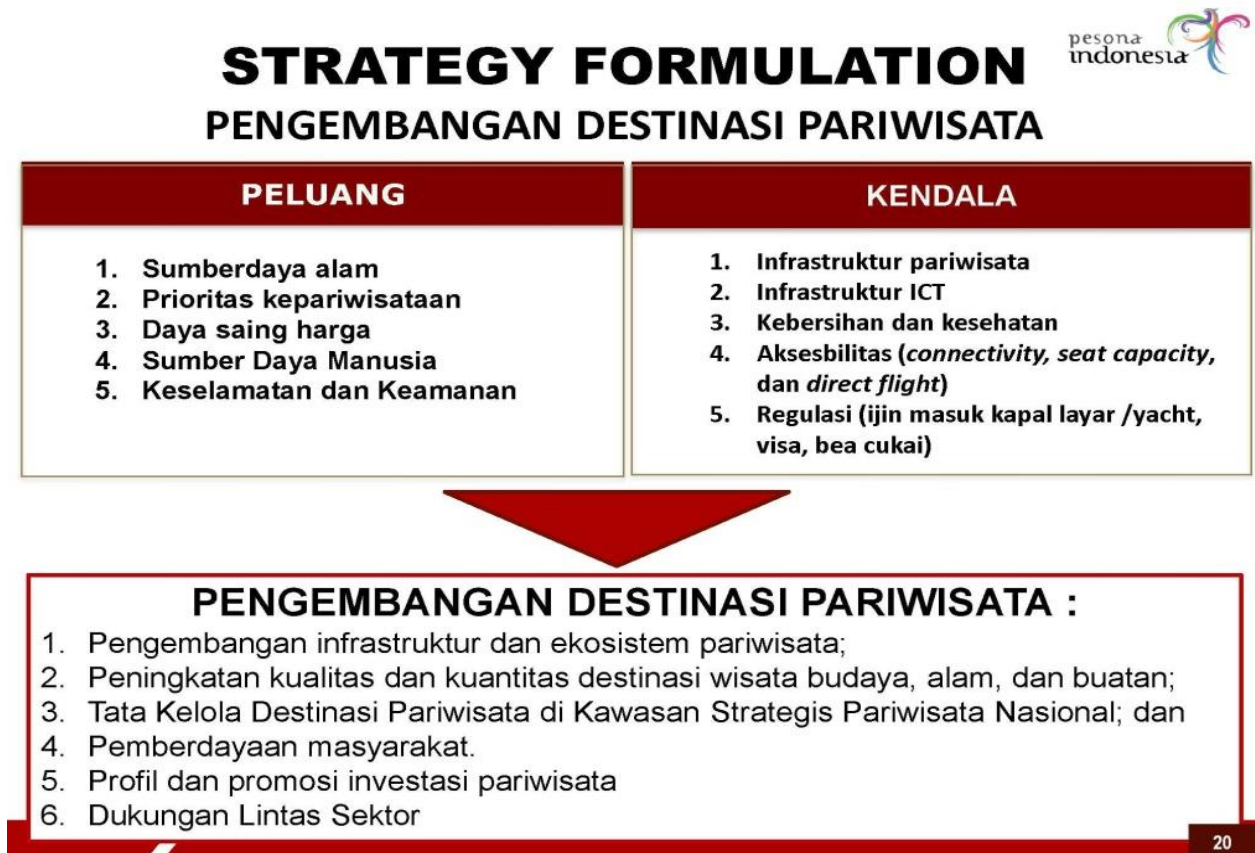 pesona
indonesia
STRATEGY FORMULATION
PENGEMBANGAN DESTINASI PARIWISATA
PELUANG
1. Sumberdaya alam
2. Prioritas kepariwisataan
3. Daya saing harga
4. Sumber Daya Manusia
5. Keselamatan dan Keamanan
KENDALA
1. Infrastruktur pariwisata
2. Infrastruktur ICT
3. Kebersihan dan kesehatan
4. Aksesbilitas (connectivity, seat capacity,
dan direct flight)
5. Regulasi (ijin masuk kapal layar /yacht,
visa, bea cukai)
PENGEMBANGAN DESTINASI PARIWISATA :
1. Pengembangan infrastruktur dan ekosistem pariwisata;
2. Peningkatan kualitas dan kuantitas destinasi wisata budaya, alam, dan buatan;
3. Tata Kelola Destinasi Pariwisata di Kawasan Strategis Pariwisata Nasional; dan
4. Pemberdayaan masyarakat.
5. Profil dan promosi investasi pariwisata
6. Dukungan Lintas Sektor
20